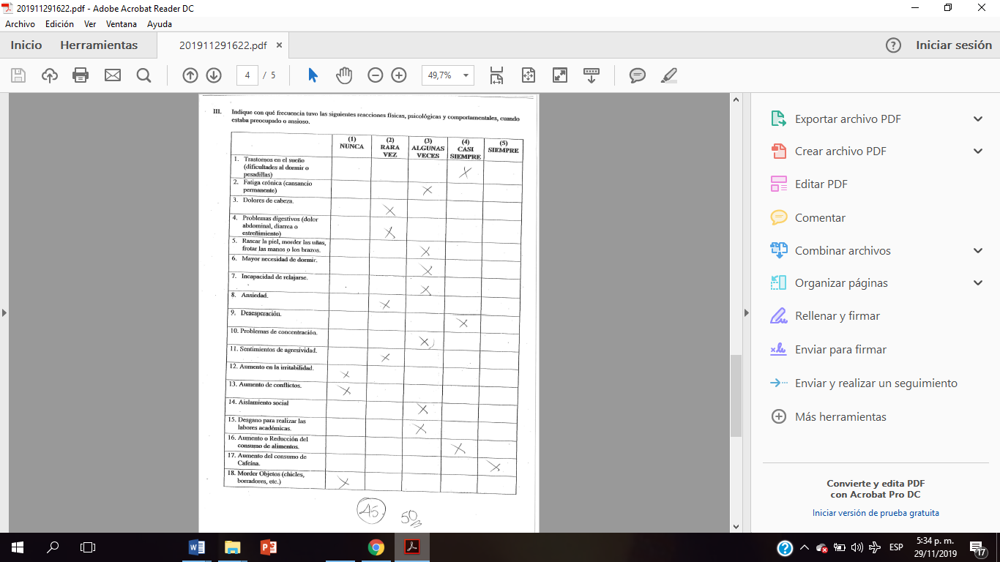 201911291622.pdf - Adobe Acrobat Reader DC
Archivo Edición Ver Ventana Ayuda
Inicio Herramientas 201911291622.pdf × Iniciar sesión
4 / 5 49,7%
III. Indique con qué frecuencia tuvo las siguientes reacciones físicas, psicológicas y comportamentales, cuando
estaba preocupado o ansioso.
(1) (2) (3) (4) (5)
NUNCA RARA ALGUNAS CASI SIEMPRE
VEZ VECES SIEMPRE
1. Trastornos en el sueño
(dificultades al dormir o X
pesadillas)
2. Fatiga crónica (cansancio X
permanente)
3. Dolores de cabeza. X
4. Problemas digestivos (dolor
abdominal, diarrea o X
estreñimiento)
5. Rascar la piel, morder las uñas, X
frotar las manos o los brazos.
6. Mayor necesidad de dormir. X
7. Incapacidad de relajarse. X
8. Ansiedad. X
9. Desesperación. X
10. Problemas de concentración. X
11. Sentimientos de agresividad. X
12. Aumento en la irritabilidad. X
13. Aumento de conflictos. X
14. Aislamiento social X
15. Desgano para realizar las X
labores académicas.
16. Aumento o Reducción del X
consumo de alimentos.
17. Aumento del consumo de X
Cafeína.
18. Morder Objetos (chicles, X
borradores, etc.)
45 50
Exportar archivo PDF
Crear archivo PDF
Editar PDF
Comentar
Combinar archivos
Organizar páginas
Rellenar y firmar
Enviar para firmar
Enviar y realizar un seguimiento
Más herramientas
Convierte y edita PDF
con Acrobat Pro DC
Iniciar versión de prueba gratuita
ESP 5:34 p. m.
29/11/2019 17